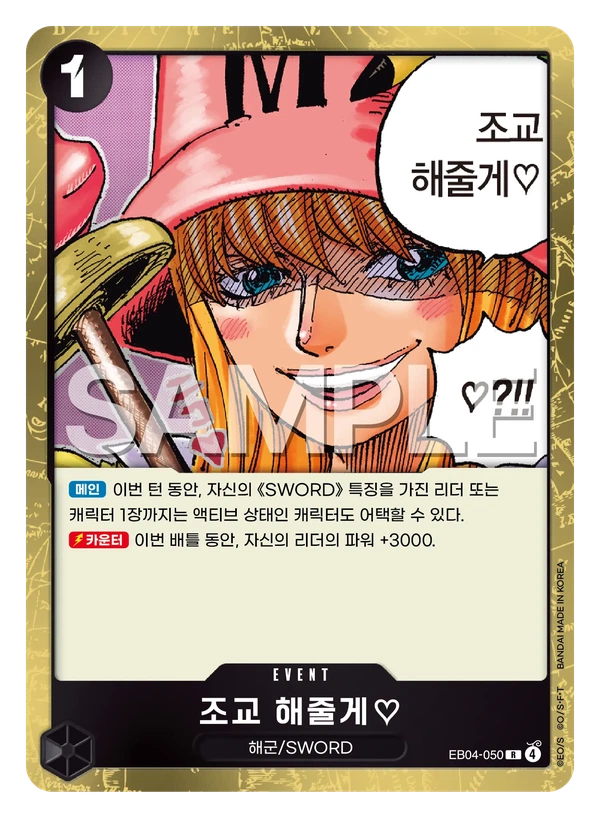 1
M
조교
해줄게♡
♡?!!
SAMPLE
메인 이번 턴 동안, 자신의 《SWORD》 특징을 가진 리더 또는
캐릭터 1장까지는 액티브 상태인 캐릭터도 어택할 수 있다.
카운터 이번 배틀 동안, 자신의 리더의 파워 +3000.
EVENT
조교 해줄게♡
해군/SWORD
EB04-050 R 4
©EO/S ©O/S·F·T BANDAI MADE IN KOREA